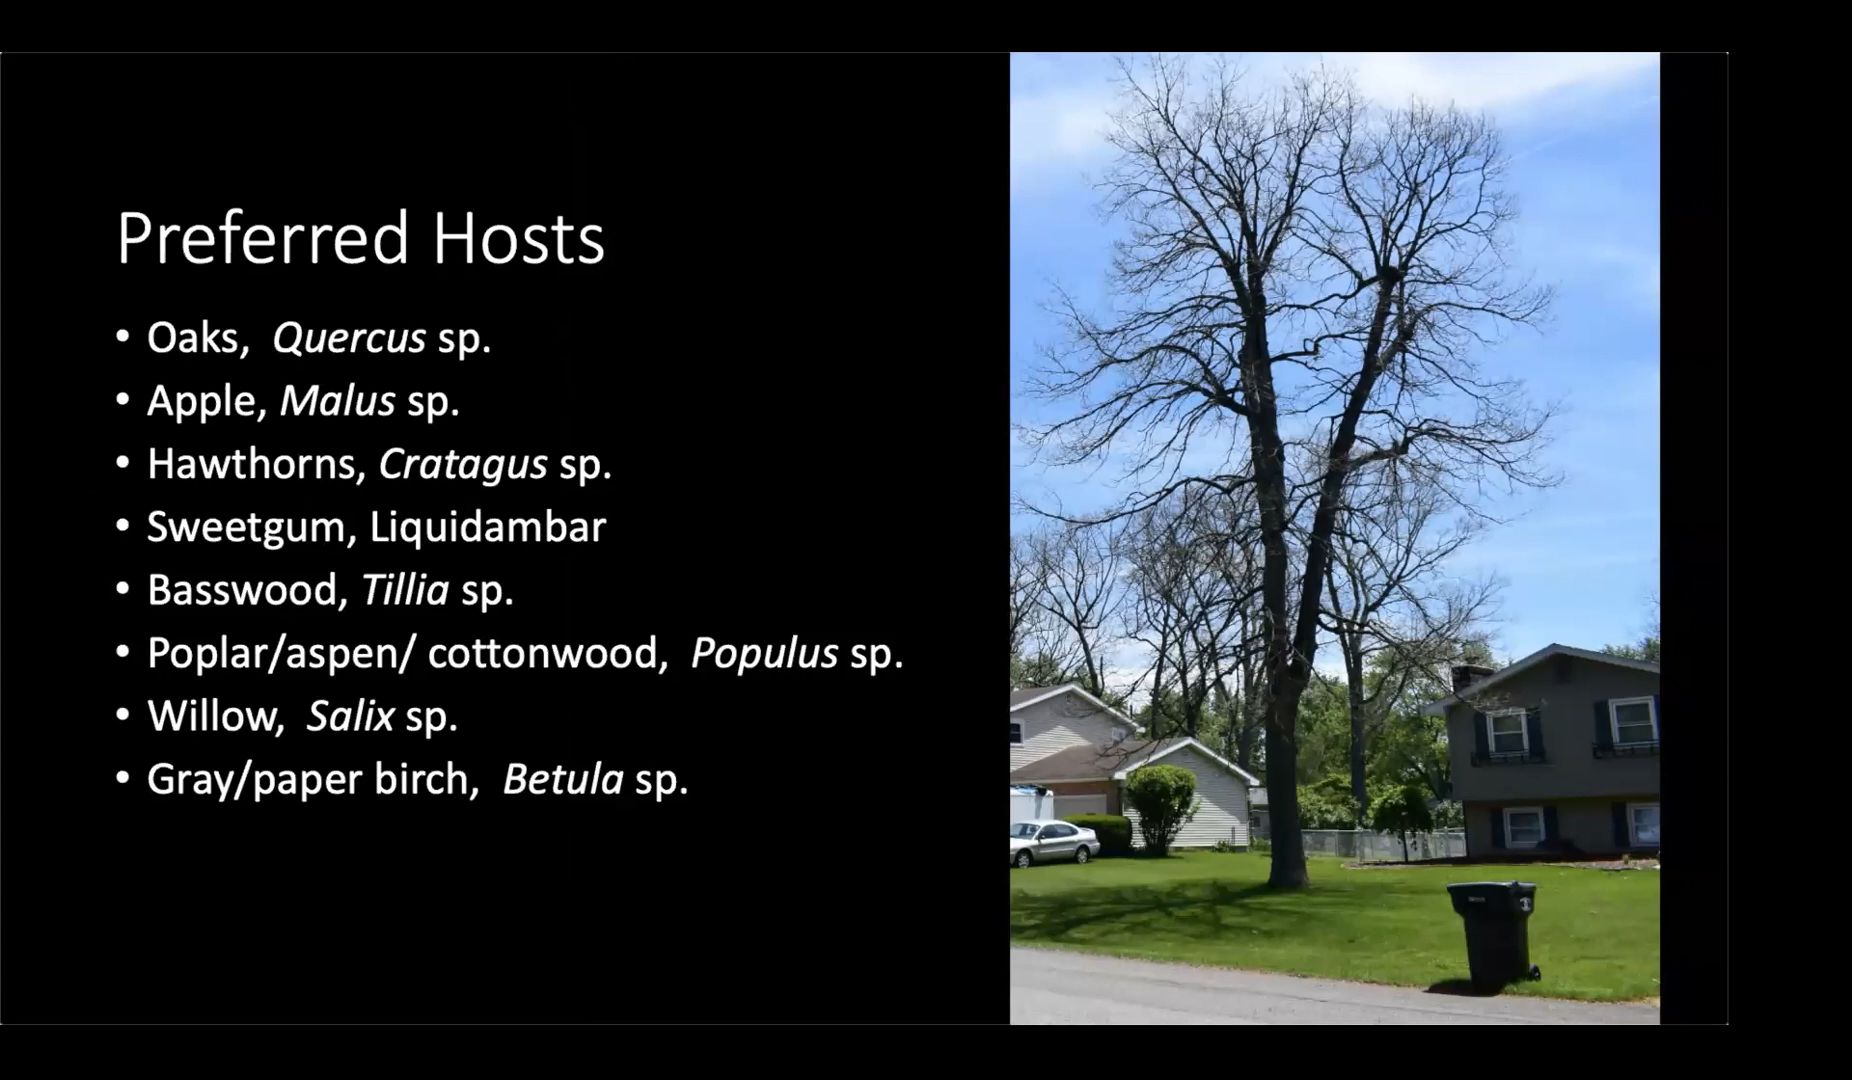 Preferred Hosts
• Oaks, Quercus sp.
• Apple, Malus sp.
• Hawthorns, Cratagus sp.
• Sweetgum, Liquidambar
• Basswood, Tillia sp.
• Poplar/aspen/ cottonwood, Populus sp.
• Willow, Salix sp.
• Gray/paper birch, Betula sp.